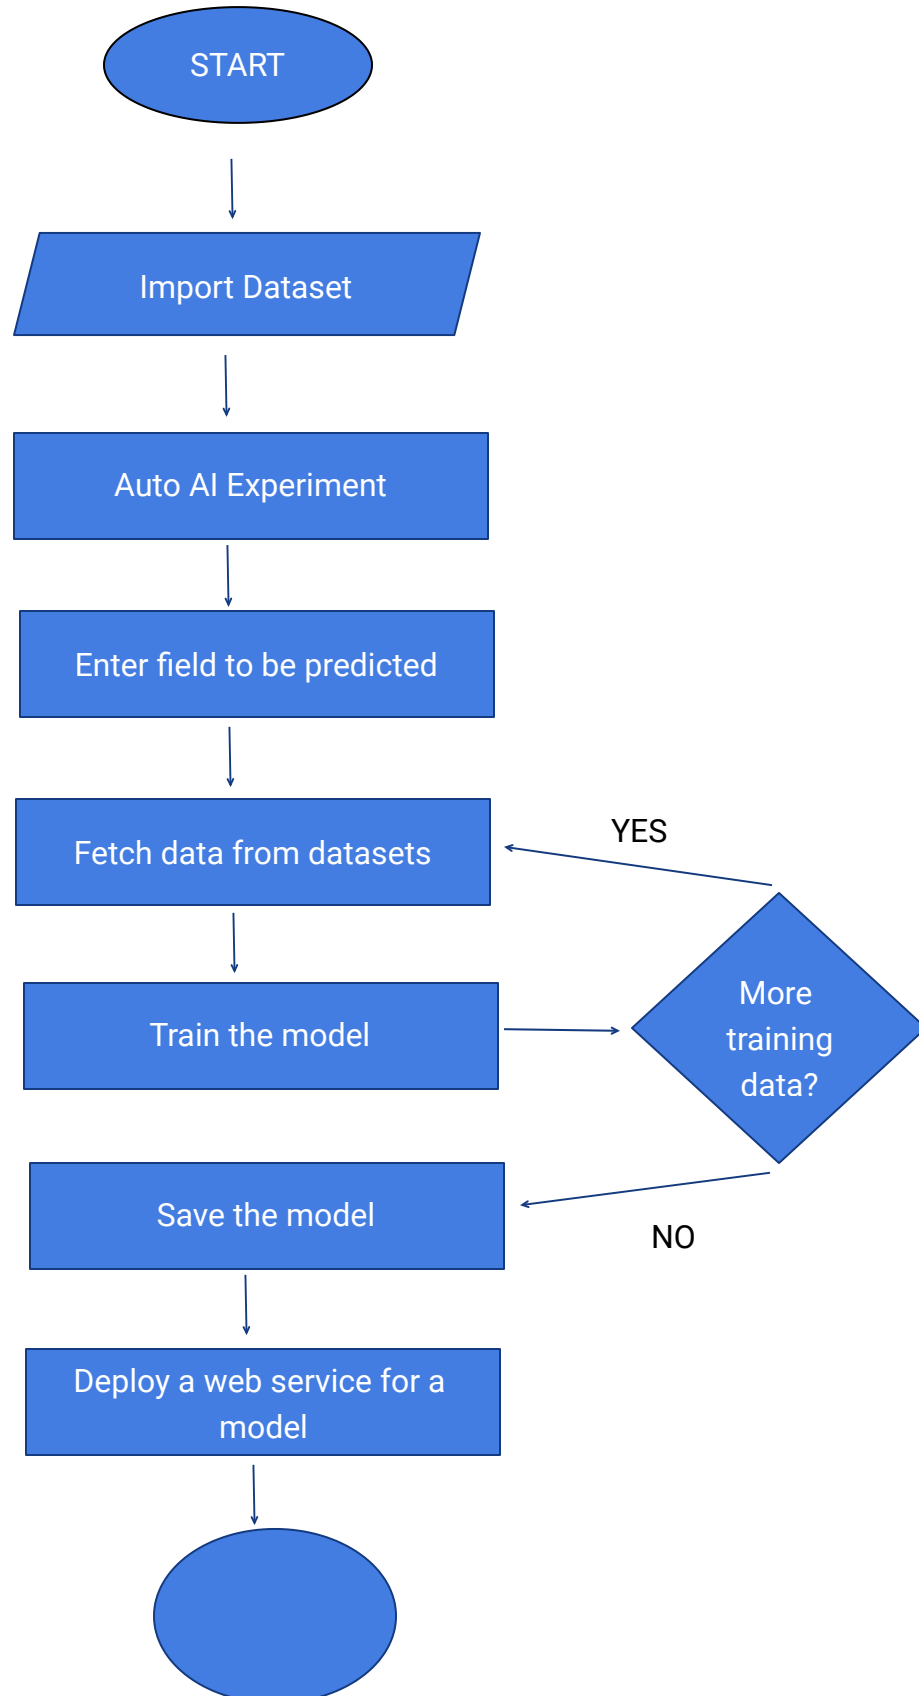 START
Import Dataset
Auto AI Experiment
Enter field to be predicted
Fetch data from datasets
YES
More
training
data?
Train the model
Save the model
NO
Deploy a web service for a
model